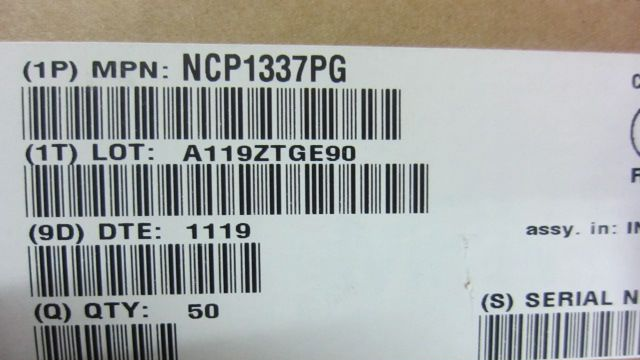 (1P) MPN: NCP1337PG
(1T) LOT: A119ZTGE90
(9D) DTE: 1119
assy. in:
(Q) QTY: 50
(S) SERIAL